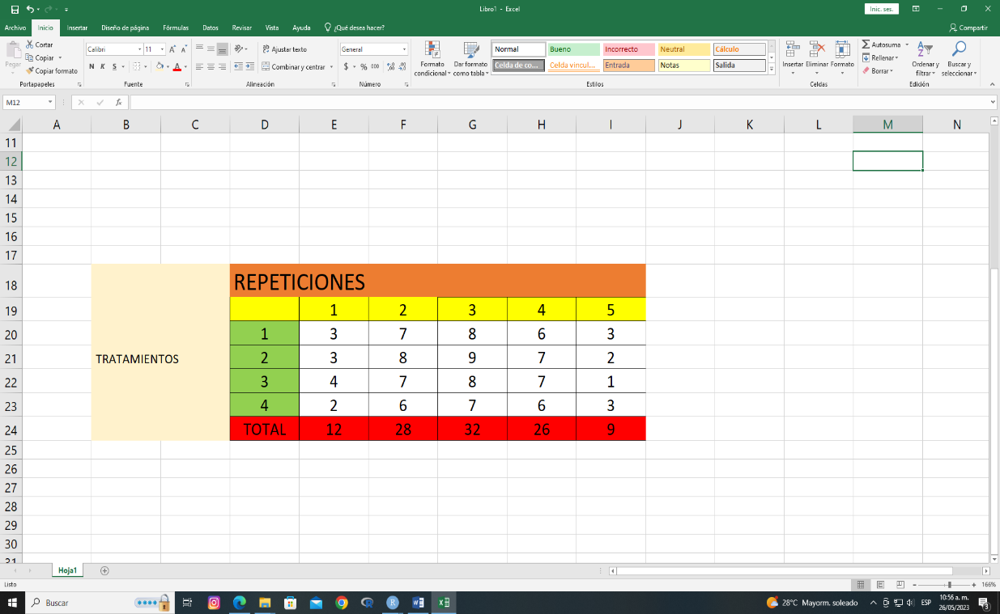 Libro1 - Excel
Inic. ses.
Archivo Inicio Insertar Diseño de página Fórmulas Datos Revisar Vista Ayuda ¿Qué desea hacer? Compartir
Pegar
Cortar
Copiar
Copiar formato
Portapapeles
Calibri 11
N K S
Fuente
Ajustar texto
Combinar y centrar
Alineación
General
$ % 000
Número
Formato condicional
Dar formato como tabla
Normal Bueno Incorrecto Neutral Cálculo
Celda de co... Celda vincul... Entrada Notas Salida
Estilos
Insertar Eliminar Formato
Celdas
Autosuma
Rellenar
Borrar
Ordenar y filtrar
Buscar y seleccionar
Edición
M12 fx
A B C D E F G H I J K L M N
11
12
13
14
15
16
17
18 REPETICIONES
19 1 2 3 4 5
20 1 3 7 8 6 3
21 TRATAMIENTOS 2 3 8 9 7 2
22 3 4 7 8 7 1
23 4 2 6 7 6 3
24 TOTAL 12 28 32 26 9
25
26
27
28
29
30
31
Hoja1
Listo 166%
Buscar
28°C Mayorm. soleado
ESP
10:56 a. m.
26/05/2023
3